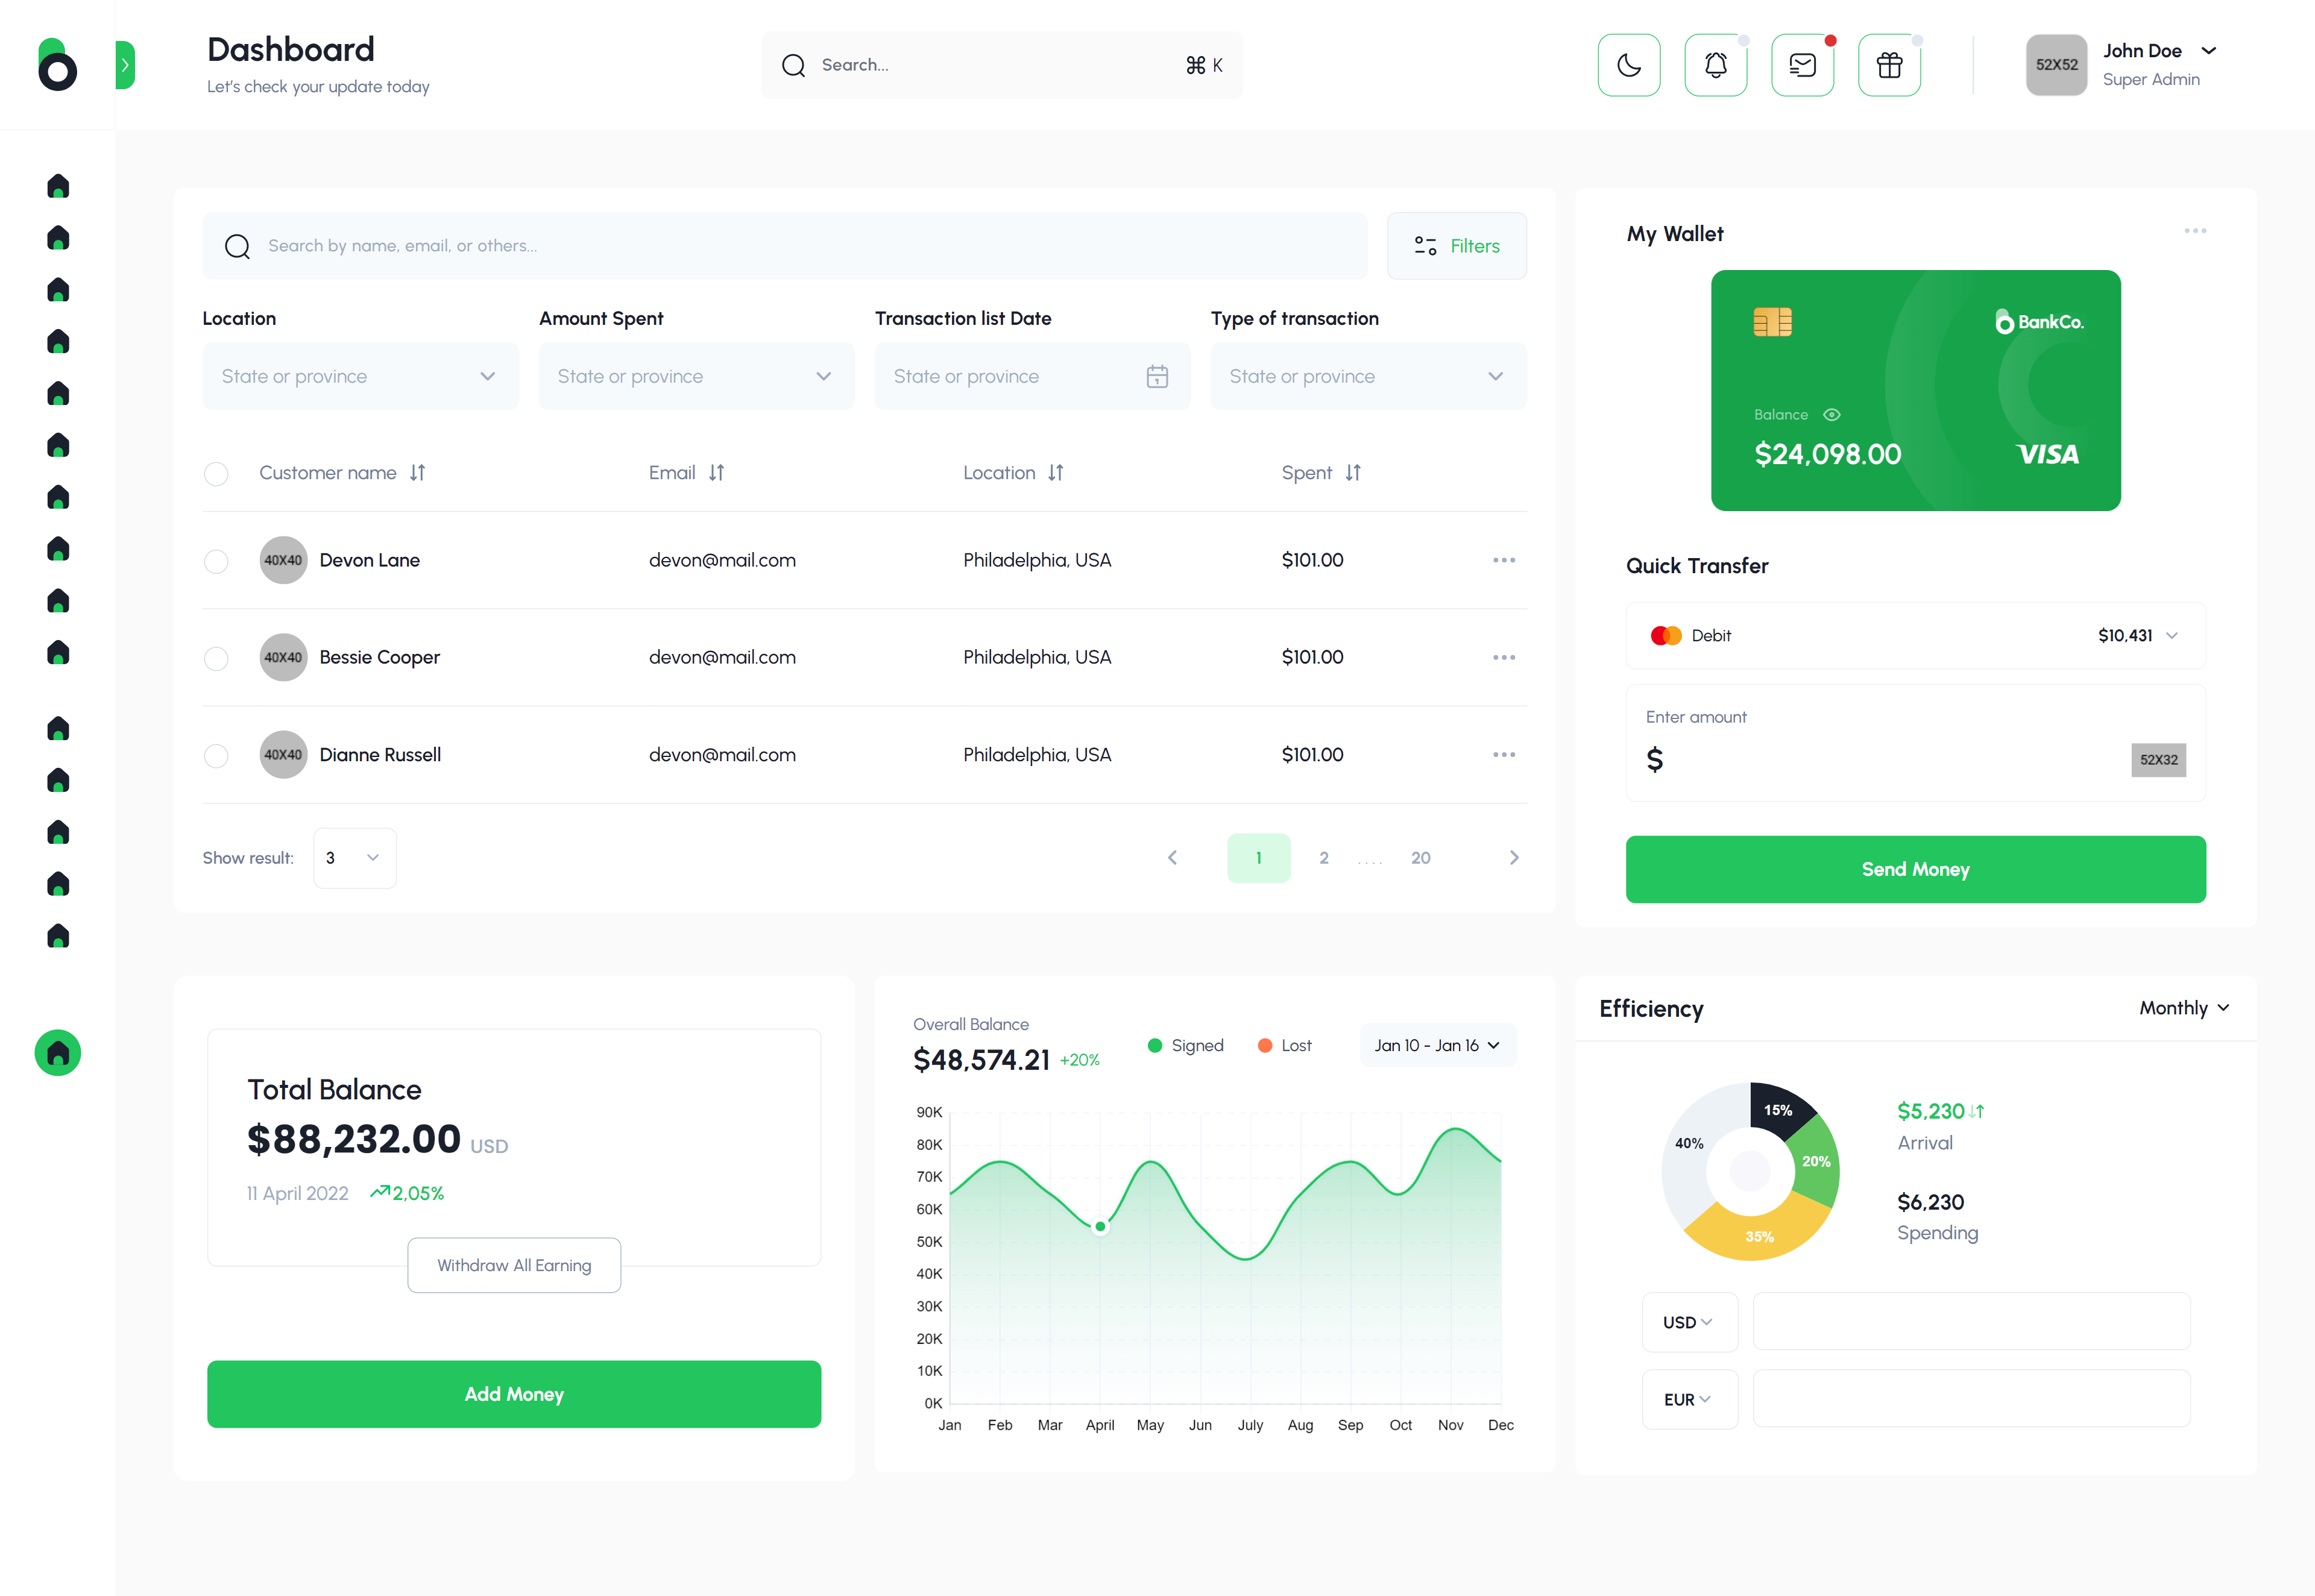 Dashboard
Let's check your update today
Search...
⌘ K
52X52
John Doe
Super Admin
Search by name, email, or others...
Filters
Location
Amount Spent
Transaction list Date
Type of transaction
State or province
State or province
State or province
State or province
Customer name
Email
Location
Spent
40X40 Devon Lane devon@mail.com Philadelphia, USA $101.00
40X40 Bessie Cooper devon@mail.com Philadelphia, USA $101.00
40X40 Dianne Russell devon@mail.com Philadelphia, USA $101.00
Show result: 3
1 2 .... 20
My Wallet
BankCo.
Balance
$24,098.00
VISA
Quick Transfer
Debit $10,431
Enter amount
$
52X32
Send Money
Total Balance
$88,232.00 USD
11 April 2022 2,05%
Withdraw All Earning
Add Money
Overall Balance
$48,574.21 +20%
Signed
Lost
Jan 10 - Jan 16
90K
80K
70K
60K
50K
40K
30K
20K
10K
0K
Jan Feb Mar April May Jun July Aug Sep Oct Nov Dec
Efficiency
Monthly
15%
40%
20%
35%
$5,230
Arrival
$6,230
Spending
USD
EUR